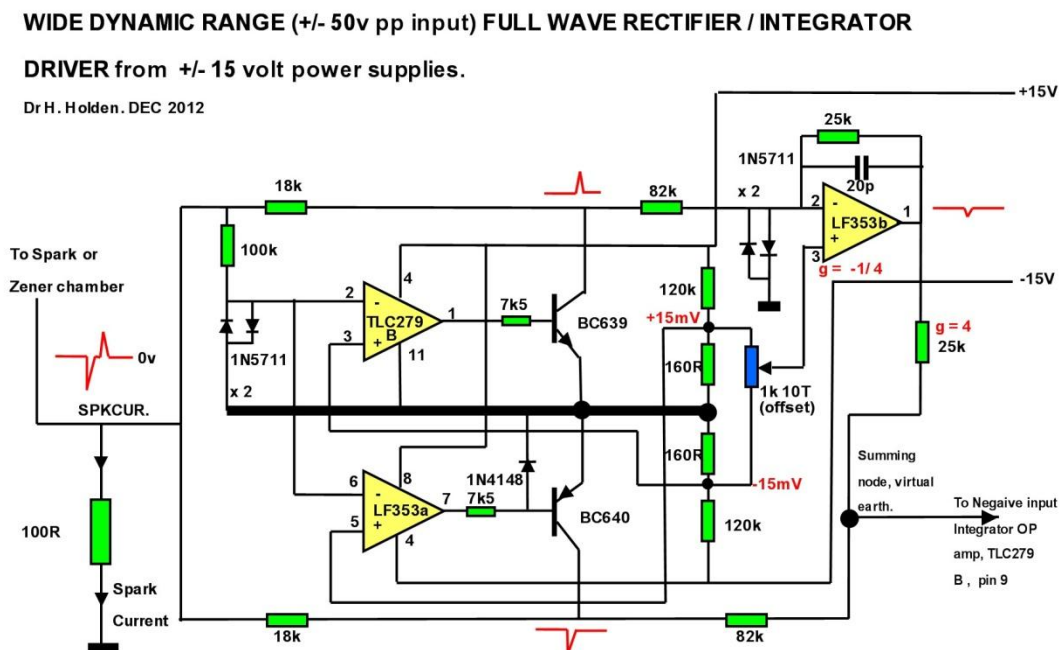 WIDE DYNAMIC RANGE (+/- 50v pp input) FULL WAVE RECTIFIER / INTEGRATOR
DRIVER from +/- 15 volt power supplies.
Dr H. Holden. DEC 2012
+15V
25k
1N5711
x 2
20p
18k
82k
2 -
LF353b
1
+
3
g = -1/4
100k
To Spark or
Zener chamber
4
120k
-15V
2 -
TLC279
B
1
7k5
BC639
+15mV
3 +
11
g = 4
25k
0v
1N5711
160R
x 2
1k 10T
(offset)
SPKCUR.
160R
Summing
node, virtual
earth.
8
1N4148
6 -
7
7k5
-15mV
LF353a
5 +
BC640
To Negaive input
Integrator OP
amp, TLC279
B , pin 9
100R
4
120k
Spark
Current
18k
82k